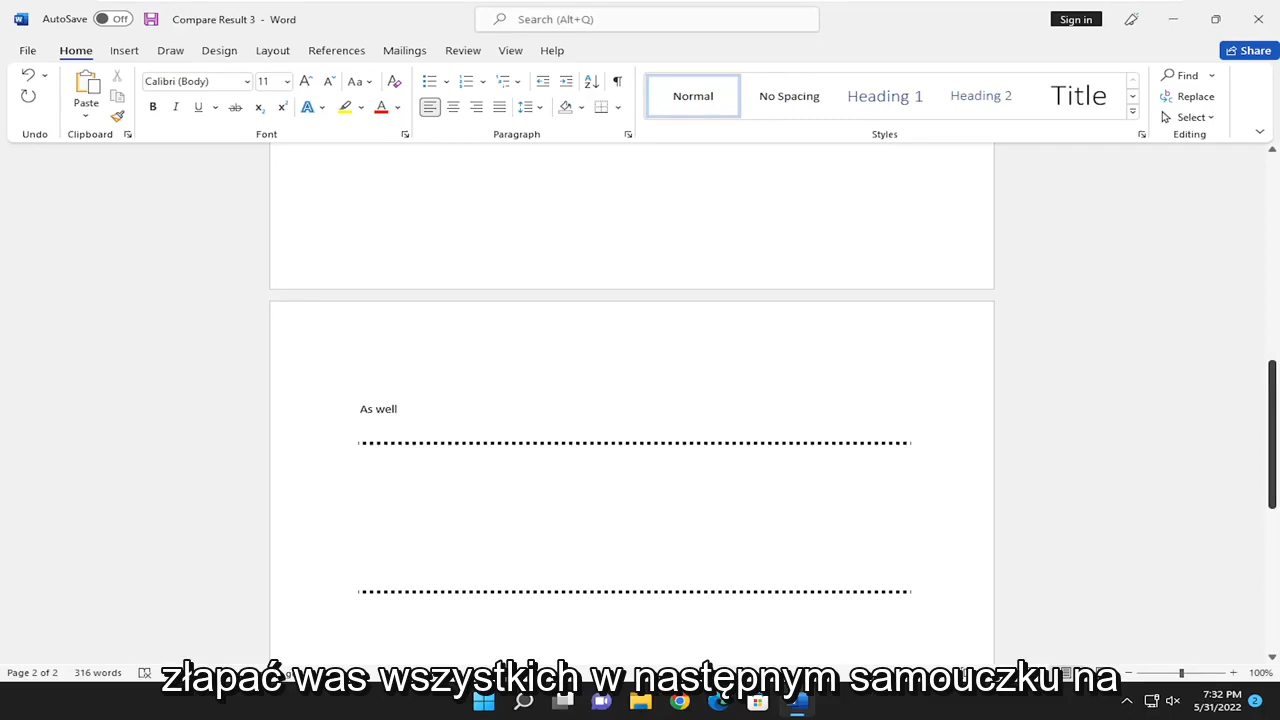 AutoSave Off Compare Result 3 - Word Search (Alt+Q) Sign in
File Home Insert Draw Design Layout References Mailings Review View Help Share
Calibri (Body) 11 Aa Normal No Spacing Heading 1 Heading 2 Title Find
Paste Replace
Select
Undo Clipboard Font Paragraph Styles Editing
As well
Page 2 of 2 316 words 100%
złapać was wszystkich w następnym samouczku na
7:32 PM
5/31/2022 2